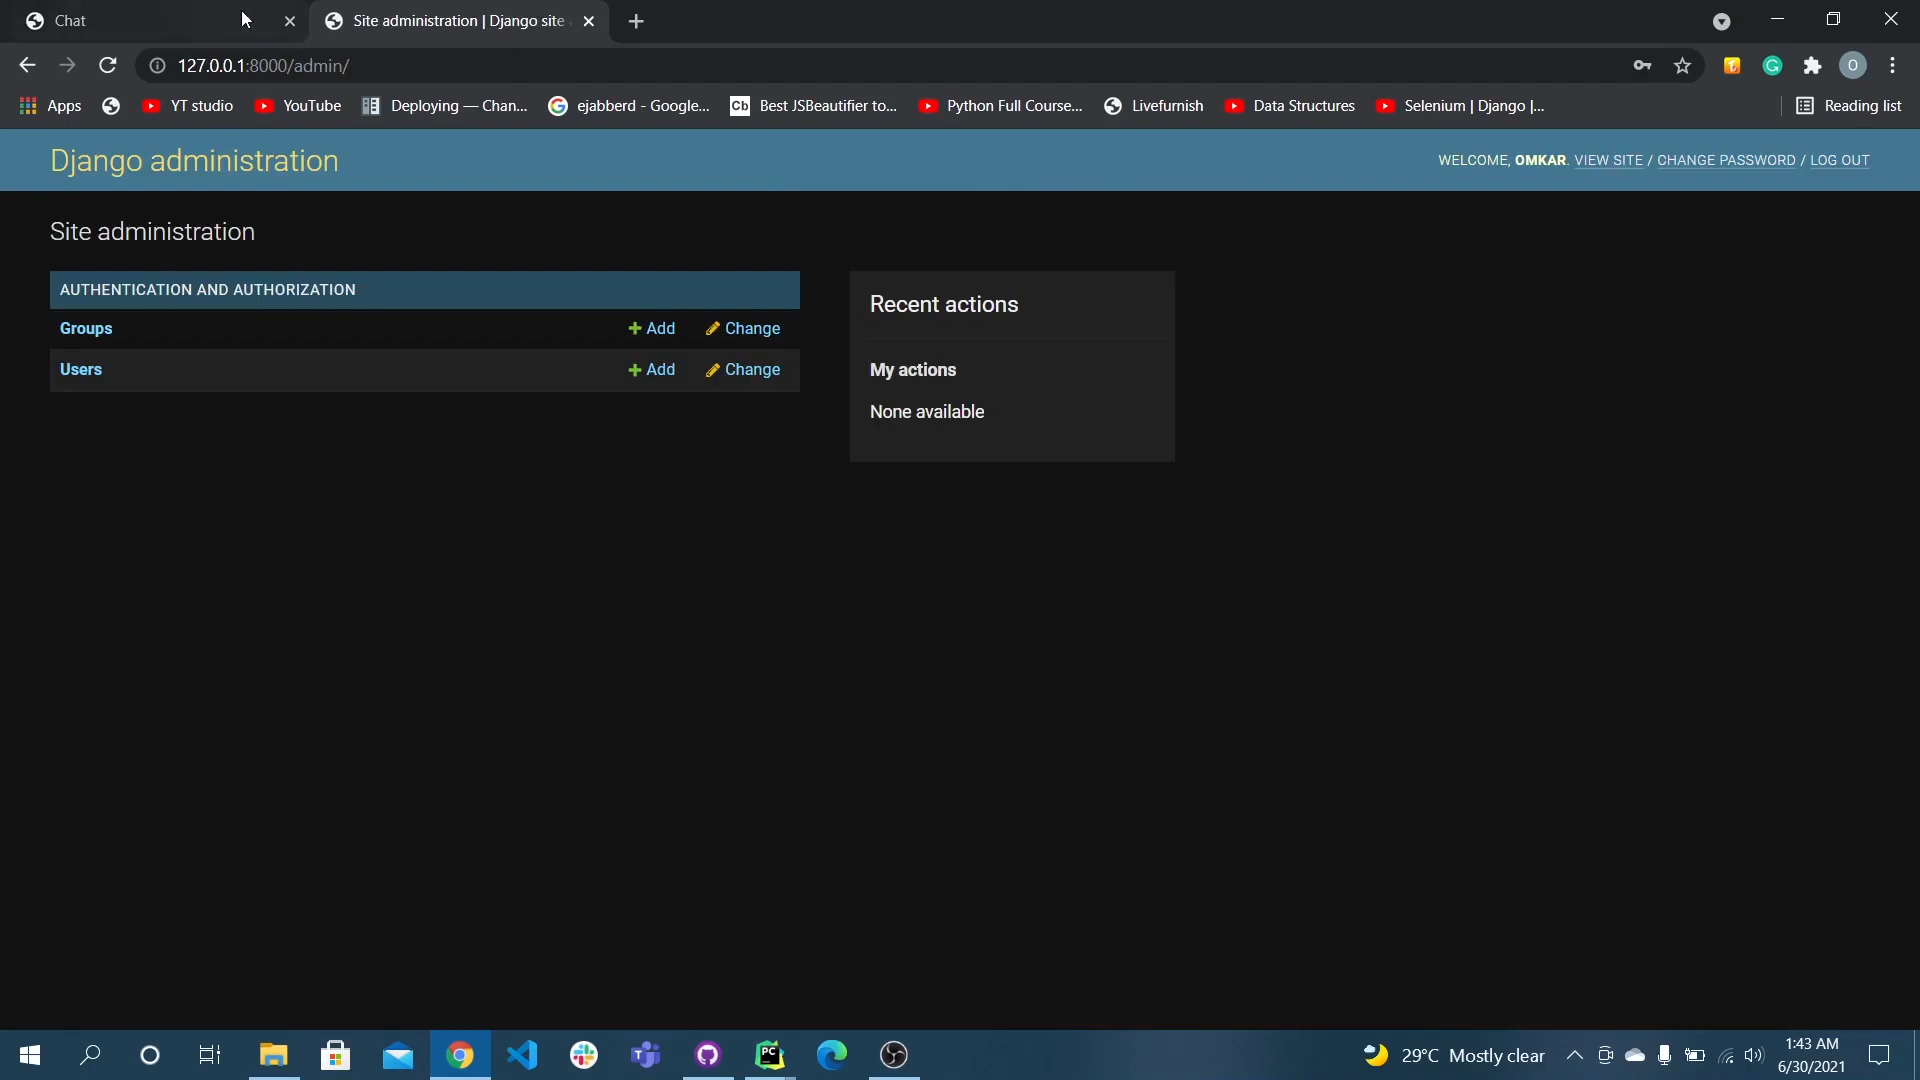 Chat
Site administration | Django site
127.0.0.1:8000/admin/
Apps
YT studio
YouTube
Deploying — Chan...
ejabberd - Google...
Cb
Best JSBeautifier to...
Python Full Course...
Livefurnish
Data Structures
Selenium | Django |...
Reading list
Django administration
WELCOME, OMKAR. VIEW SITE / CHANGE PASSWORD / LOG OUT
Site administration
AUTHENTICATION AND AUTHORIZATION
Groups
Add
Change
Users
Add
Change
Recent actions
My actions
None available
29°C Mostly clear
1:43 AM
6/30/2021